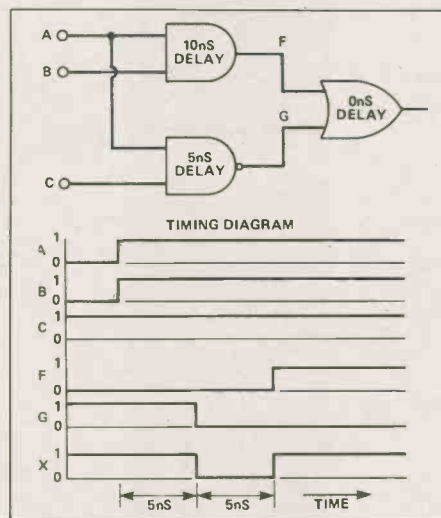 A
10nS
DELAY
F
B
0nS
DELAY
G
5nS
DELAY
C
TIMING DIAGRAM
A 1
0
B 1
0
C 1
0
F 1
0
G 1
0
X 1
0
5nS 5nS TIME